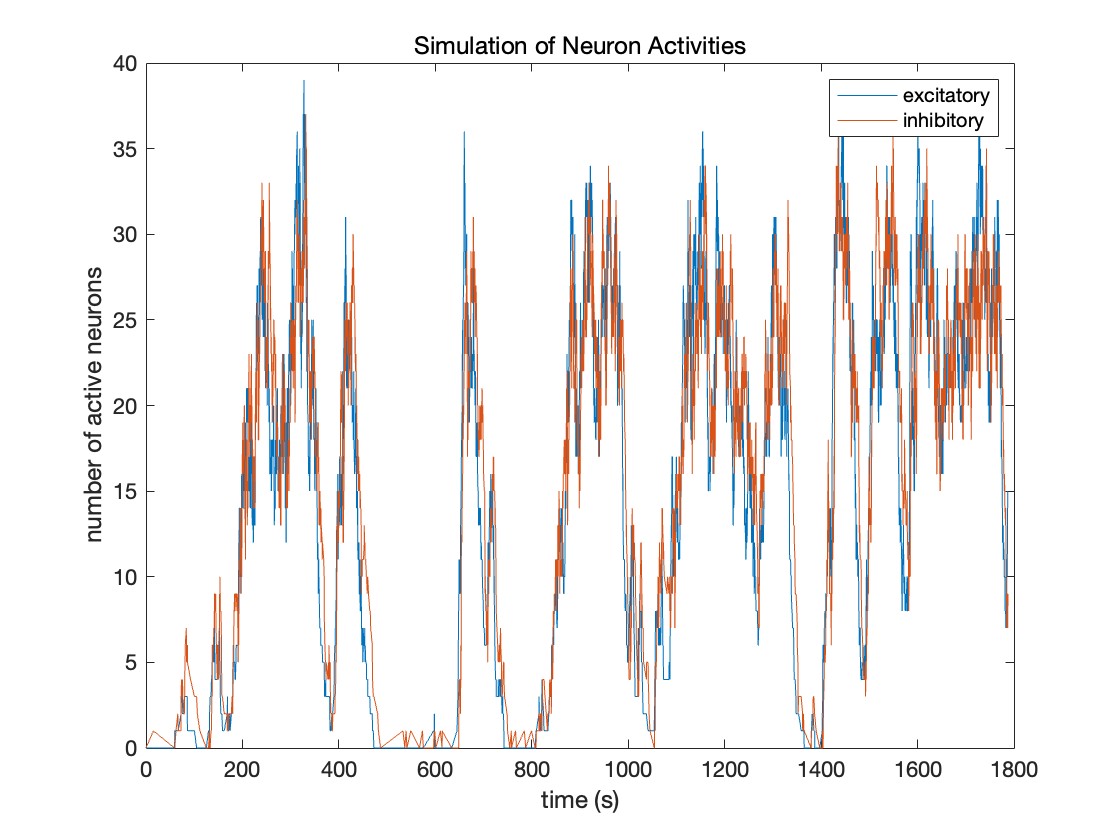 Simulation of Neuron Activities
excitatory
inhibitory
number of active neurons
40
35
30
25
20
15
10
5
0
0 200 400 600 800 1000 1200 1400 1600 1800
time (s)